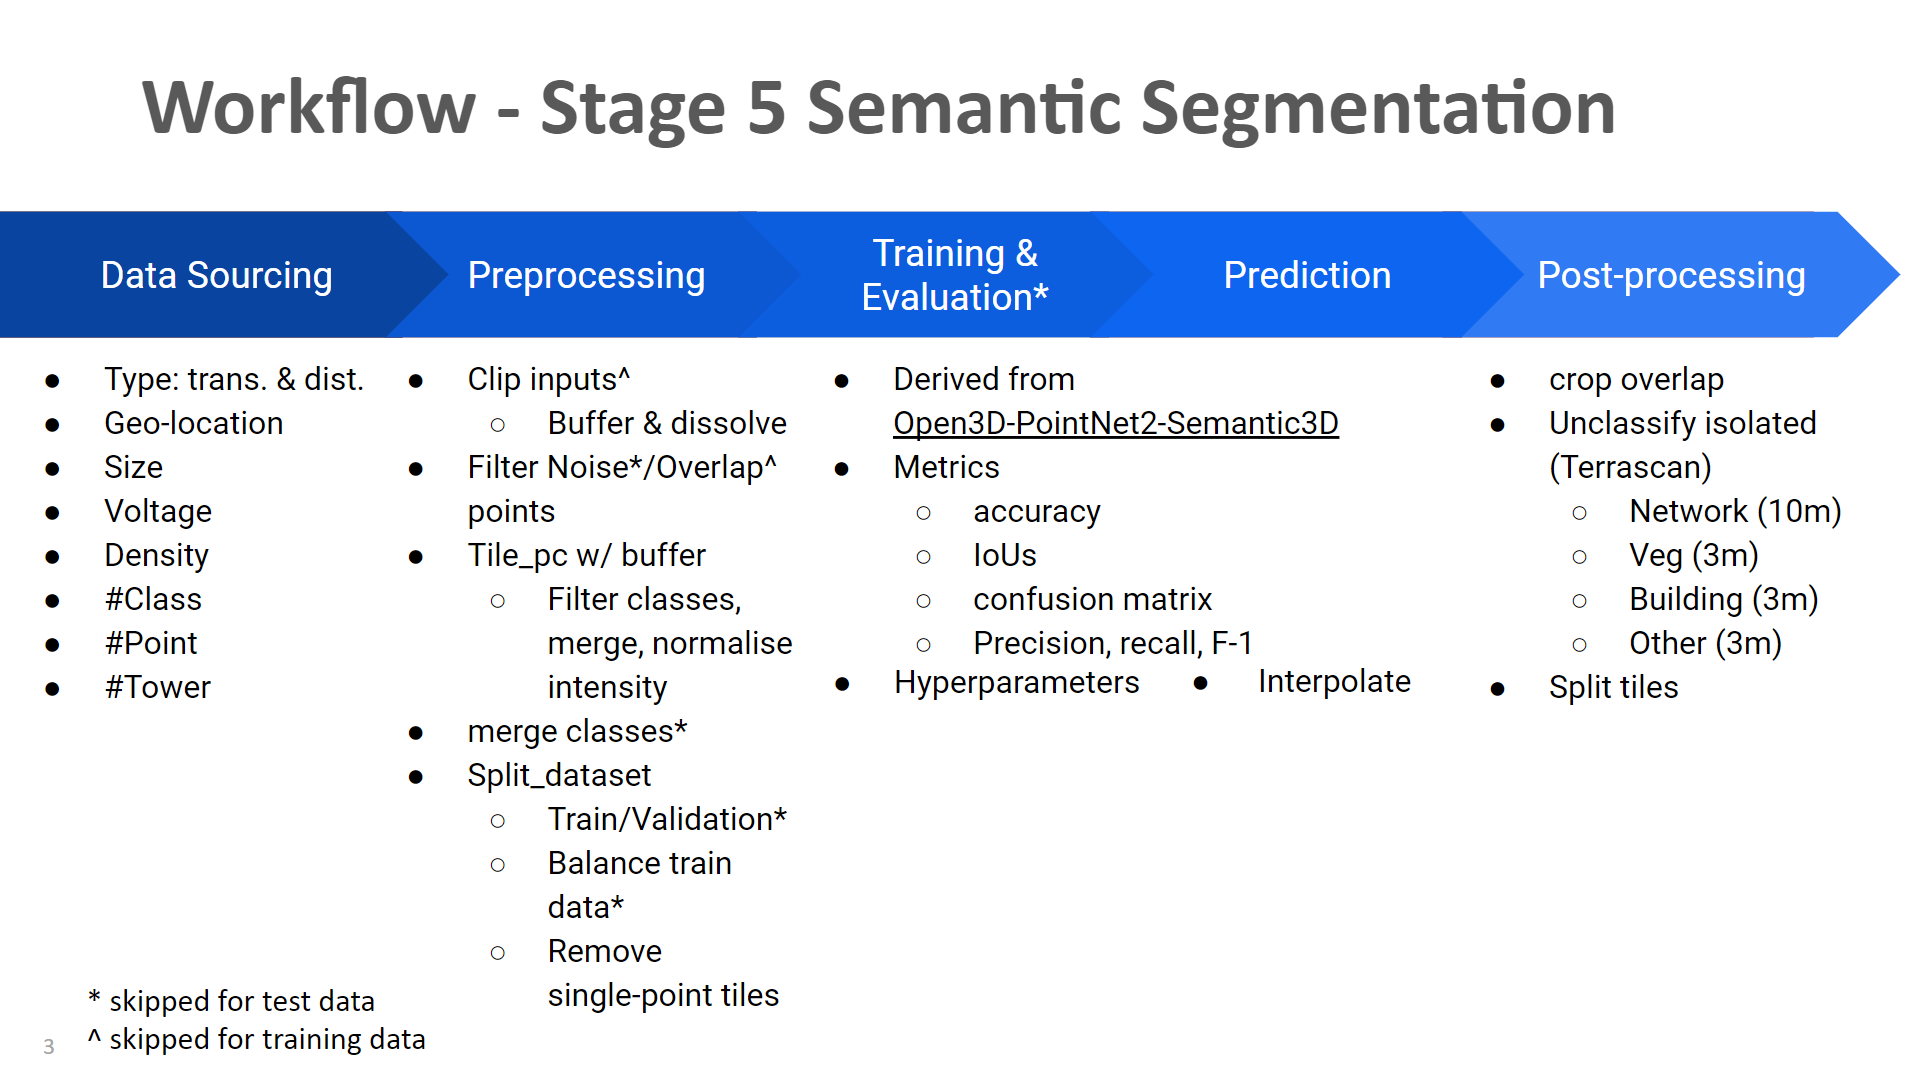 Workflow - Stage 5 Semantic Segmentation
Data Sourcing
Preprocessing
Training &
Evaluation*
Prediction
Post-processing
● Type: trans. & dist.
● Geo-location
● Size
● Voltage
● Density
● #Class
● #Point
● #Tower
● Clip inputs^
○ Buffer & dissolve
● Filter Noise*/Overlap^
points
● Tile_pc w/ buffer
○ Filter classes,
merge, normalise
intensity
● merge classes*
● Split_dataset
○ Train/Validation*
○ Balance train
data*
○ Remove
single-point tiles
● Derived from
Open3D-PointNet2-Semantic3D
● Metrics
○ accuracy
○ IoUs
○ confusion matrix
○ Precision, recall, F-1
● Hyperparameters
● Interpolate
● crop overlap
● Unclassify isolated
(Terrascan)
○ Network (10m)
○ Veg (3m)
○ Building (3m)
○ Other (3m)
● Split tiles
* skipped for test data
^ skipped for training data
3